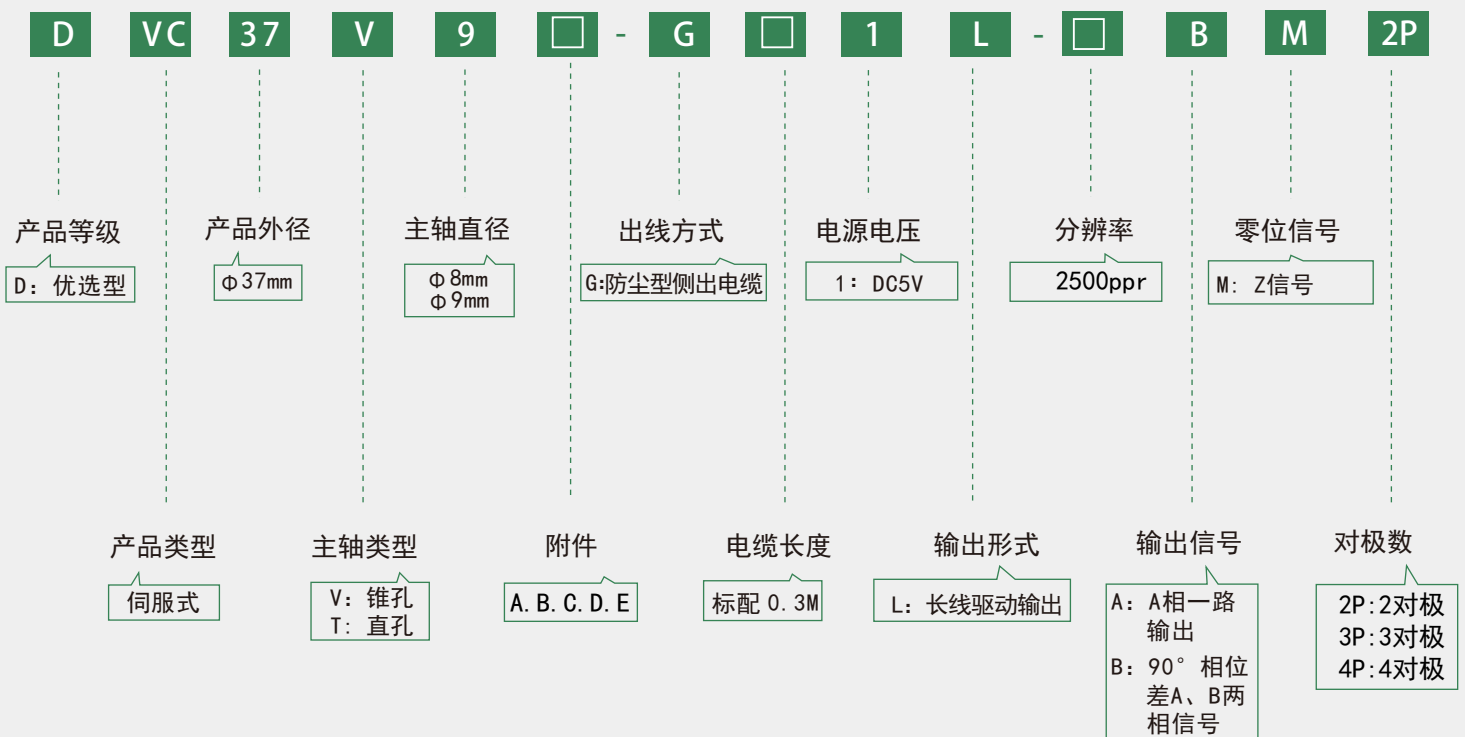 D VC 37 V 9 □ - G □ 1 L - □ B M 2P
产品等级 产品外径 主轴直径 出线方式 电源电压 分辨率 零位信号
D: 优选型
Φ37mm
Φ8mm
Φ9mm
G:防尘型侧出电缆
1: DC5V
2500ppr
M: Z信号
产品类型 主轴类型 附件 电缆长度 输出形式 输出信号 对极数
伺服式
V: 锥孔
T: 直孔
A.B.C.D.E
标配 0.3M
L: 长线驱动输出
A: A相一路
输出
B: 90°相位
差A、B两
相信号
2P:2对极
3P:3对极
4P:4对极